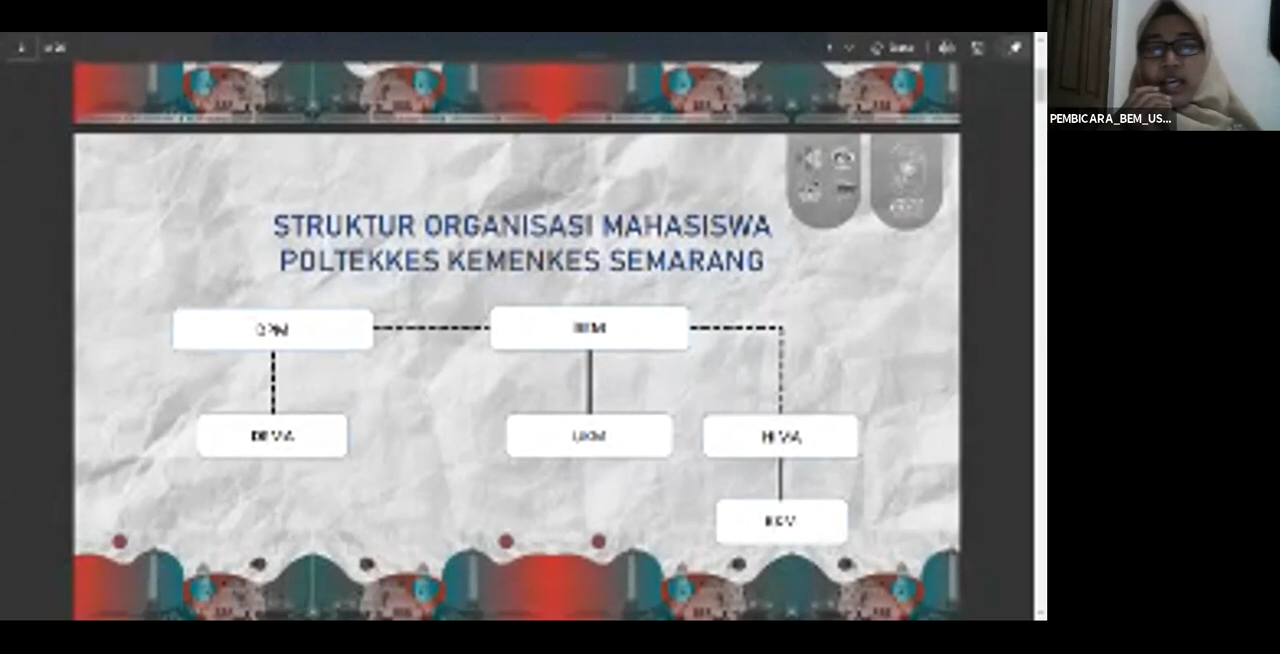 PEMBICARA_BEM_US...
STRUKTUR ORGANISASI MAHASISWA
POLTEKKES KEMENKES SEMARANG
DPM
BEM
DEMA
UKM
HIMA